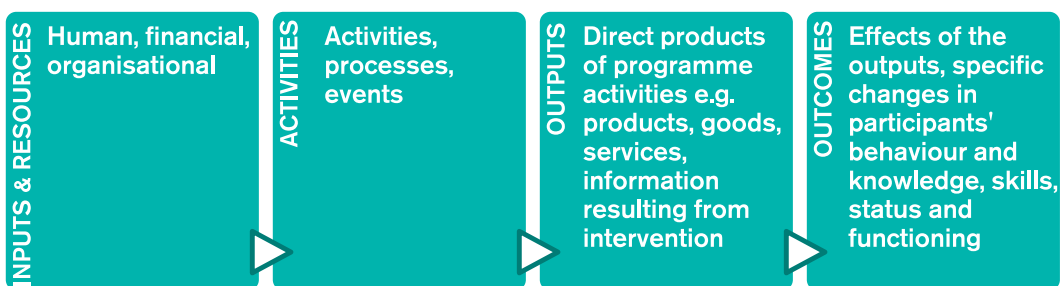 INPUTS & RESOURCES
Human, financial,
organisational
ACTIVITIES
Activities,
processes,
events
OUTPUTS
Direct products
of programme
activities e.g.
products, goods,
services,
information
resulting from
intervention
OUTCOMES
Effects of the
outputs, specific
changes in
participants'
behaviour and
knowledge, skills,
status and
functioning